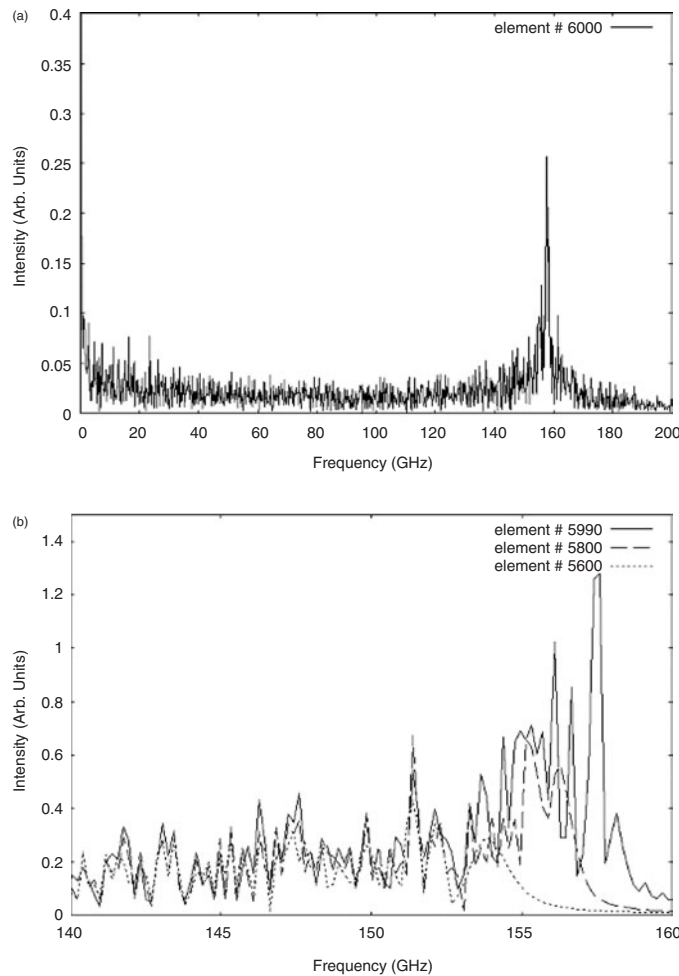 (a)
0.4
0.35
0.3
0.25
0.2
0.15
0.1
0.05
0
Intensity (Arb. Units)
element # 6000
0 20 40 60 80 100 120 140 160 180 200
Frequency (GHz)
(b)
1.4
1.2
1
0.8
0.6
0.4
0.2
0
Intensity (Arb. Units)
element # 5990
element # 5800
element # 5600
140 145 150 155 160
Frequency (GHz)